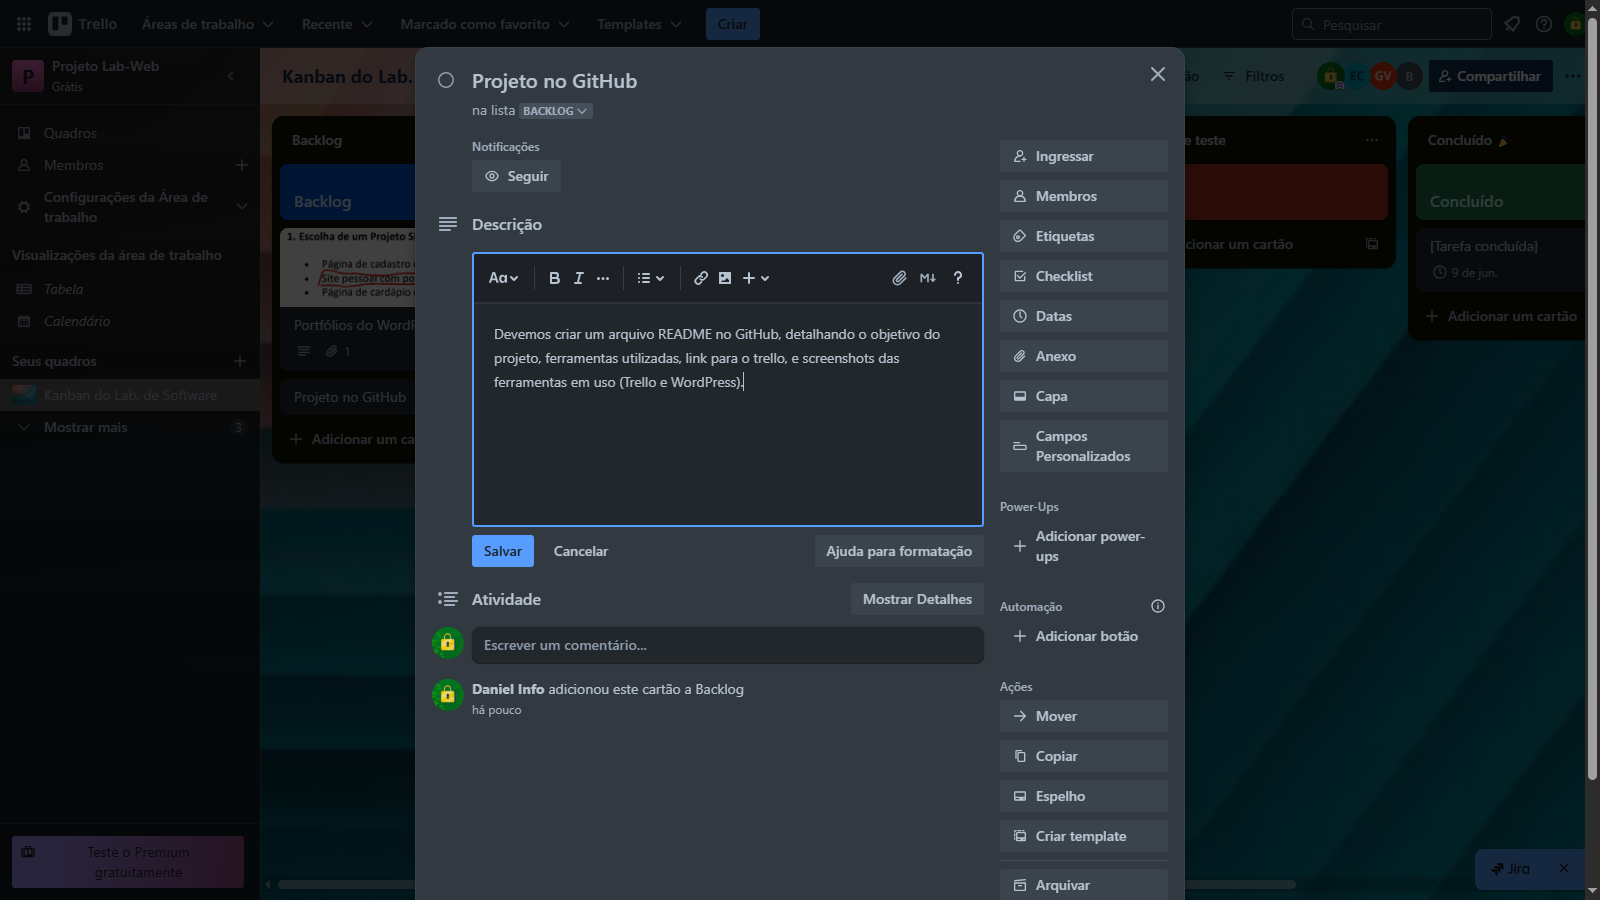 Trello
Áreas de trabalho
Recente
Marcado como favorito
Templates
Criar
Pesquisar
P
Projeto Lab-Web
Grátis
Quadros
Membros
Configurações da Área de
trabalho
Visualizações da área de trabalho
Tabela
Calendário
Seus quadros
Kanban do Lab. de Software
Mostrar mais
3
Teste o Premium
gratuitamente
Kanban do Lab.
Filtros
EC
GV
B
Compartilhar
Backlog
Backlog
1. Escolha de um Projeto
Página de cadastro
Site pessoal com
Página de cardápio
Portfólios do
1
Projeto no GitHub
Adicionar um
Projeto no GitHub
na lista BACKLOG
Notificações
Seguir
Descrição
Aa
B I ··· M↓ ?
Devemos criar um arquivo README no GitHub, detalhando o objetivo do
projeto, ferramentas utilizadas, link para o trello, e screenshots das
ferramentas em uso (Trello e WordPress).
Salvar
Cancelar
Ajuda para formatação
Atividade
Mostrar Detalhes
Escrever um comentário...
Daniel Info adicionou este cartão a Backlog
há pouco
Ingressar
Membros
Etiquetas
Checklist
Datas
Anexo
Capa
Campos
Personalizados
Power-Ups
Adicionar power-
ups
Automação
Adicionar botão
Ações
Mover
Copiar
Espelho
Criar template
Arquivar
e teste
cionar um cartão
Concluído 🎉
Concluído
[Tarefa concluída]
9 de jun.
Adicionar um cartão
Jira